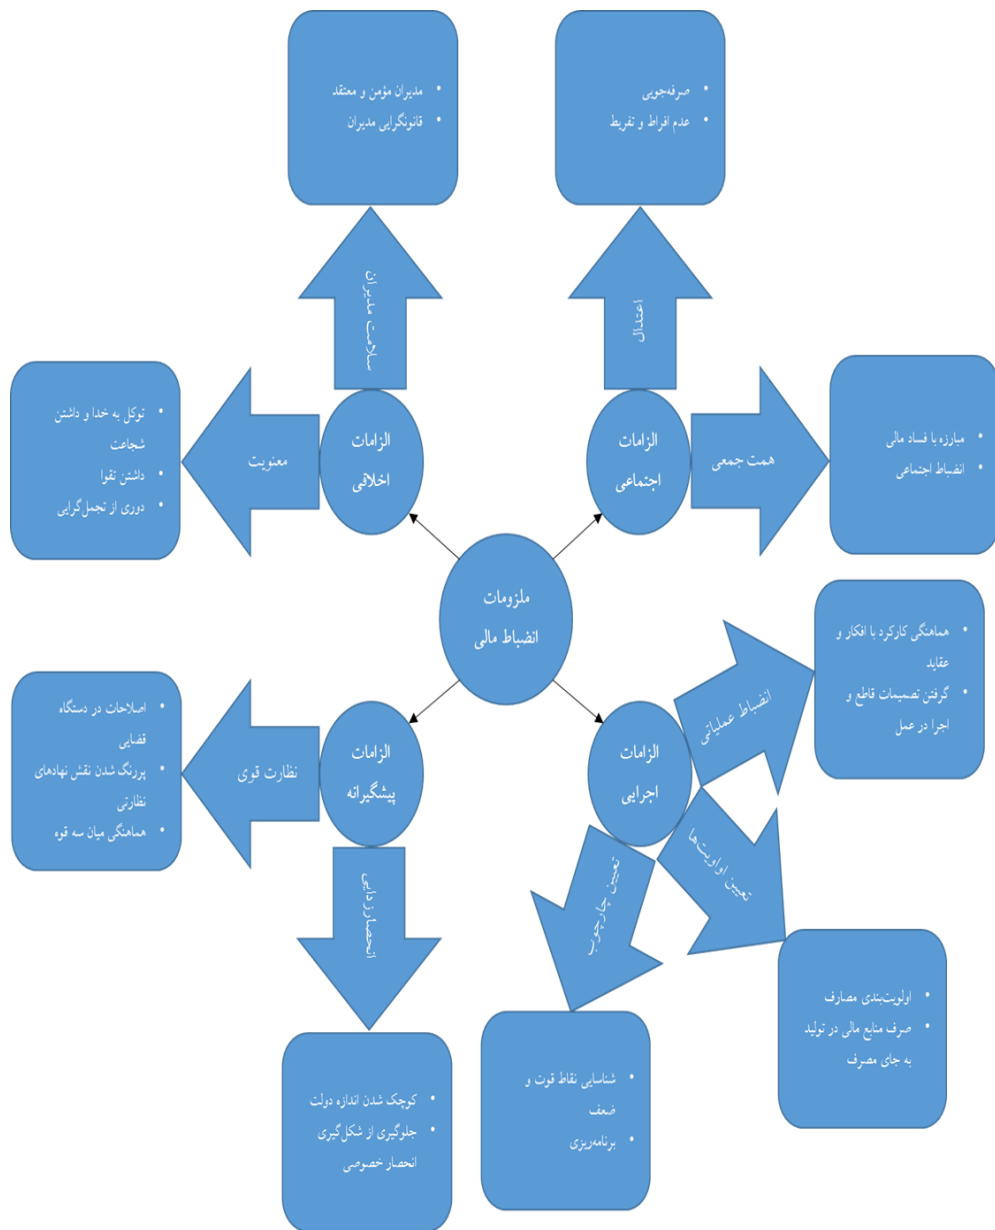 صرفه‌جویی
عدم افراط و تفریط
مدیران مؤمن و معتقد
قانونگرایی مدیران
اعتدال
سلامت مدیران
مبارزه با فساد مالی
انضباط اجتماعی
همت جمعی
الزامات
اجتماعی
الزامات
اخلاقی
معنویت
توکل به خدا و داشتن
شجاعت
داشتن تقوا
دوری از تجمل‌گرایی
ملزومات
انضباط مالی
هماهنگی کارکرد با افکار و
عقاید
گرفتن تصمیمات قاطع و
اجرا در عمل
انضباط عملیاتی
الزامات
اجرایی
الزامات
پیشگیرانه
نظارت قوی
اصلاحات در دستگاه
قضایی
پررنگ شدن نقش نهادهای
نظارتی
هماهنگی میان سه قوه
تعیین اولویت‌ها
تعیین چارچوب
انحصارزدایی
اولویت‌بندی مصارف
صرف منابع مالی در تولید
به جای مصرف
شناسایی نقاط قوت و
ضعف
برنامه‌ریزی
کوچک شدن اندازه دولت
جلوگیری از شکل‌گیری
انحصار خصوصی